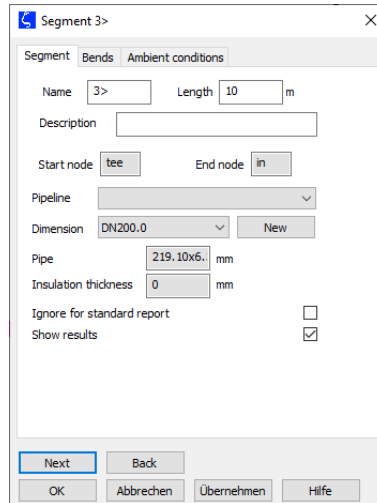 Segment 3>
Segment Bends Ambient conditions
Name 3> Length 10 m
Description
Start node tee End node in
Pipeline
Dimension DN200.0 New
Pipe 219.10x6.: mm
Insulation thickness 0 mm
Ignore for standard report
Show results
Next Back
OK Abbrechen Übernehmen Hilfe